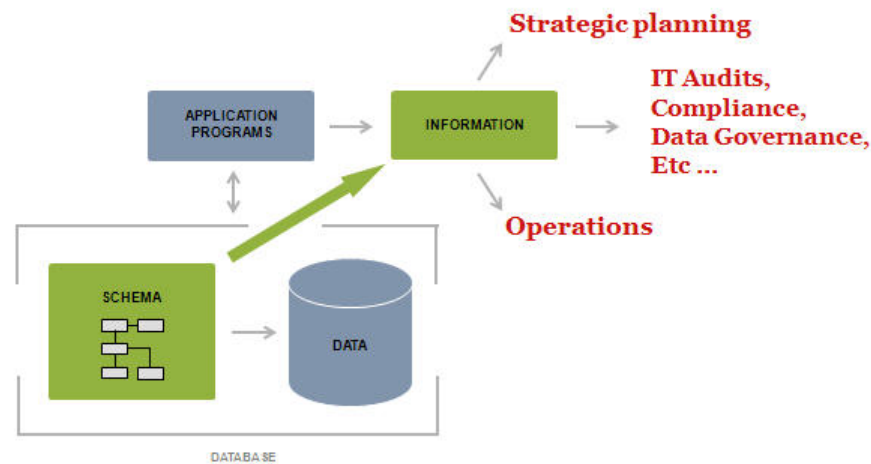 Strategic planning
IT Audits,
Compliance,
Data Governance,
Etc ...
APPLICATION
PROGRAMS
INFORMATION
Operations
SCHEMA
DATA
DATABASE